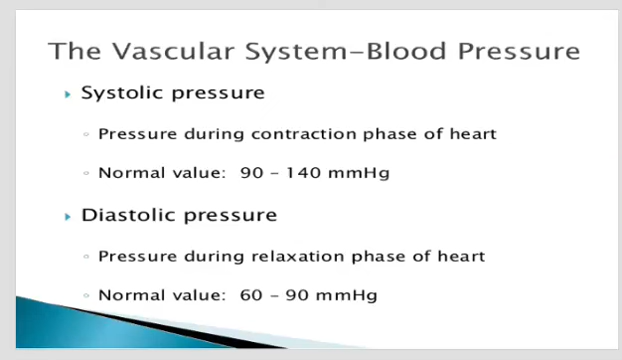 The Vascular System-Blood Pressure
Systolic pressure
Pressure during contraction phase of heart
Normal value: 90 - 140 mmHg
Diastolic pressure
Pressure during relaxation phase of heart
Normal value: 60 - 90 mmHg